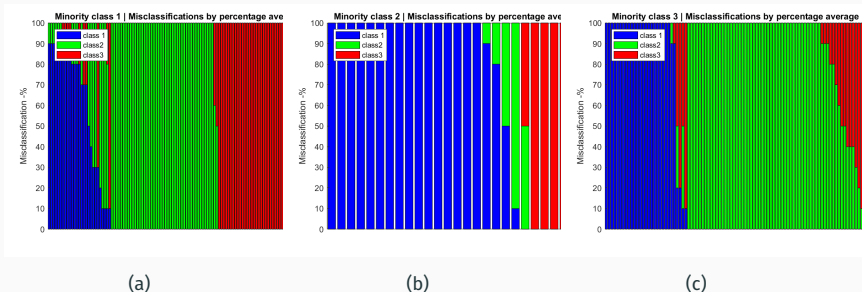 Minority class 1 | Misclassifications by percentage ave
Misclassification -%
100
90
80
70
60
50
40
30
20
10
0
class 1
class2
class3
(a)
Minority class 2 | Misclassifications by percentage ave
Misclassification -%
100
90
80
70
60
50
40
30
20
10
0
class 1
class2
class3
(b)
Minority class 3 | Misclassifications by percentage average
Misclassification -%
100
90
80
70
60
50
40
30
20
10
0
class 1
class2
class3
(c)